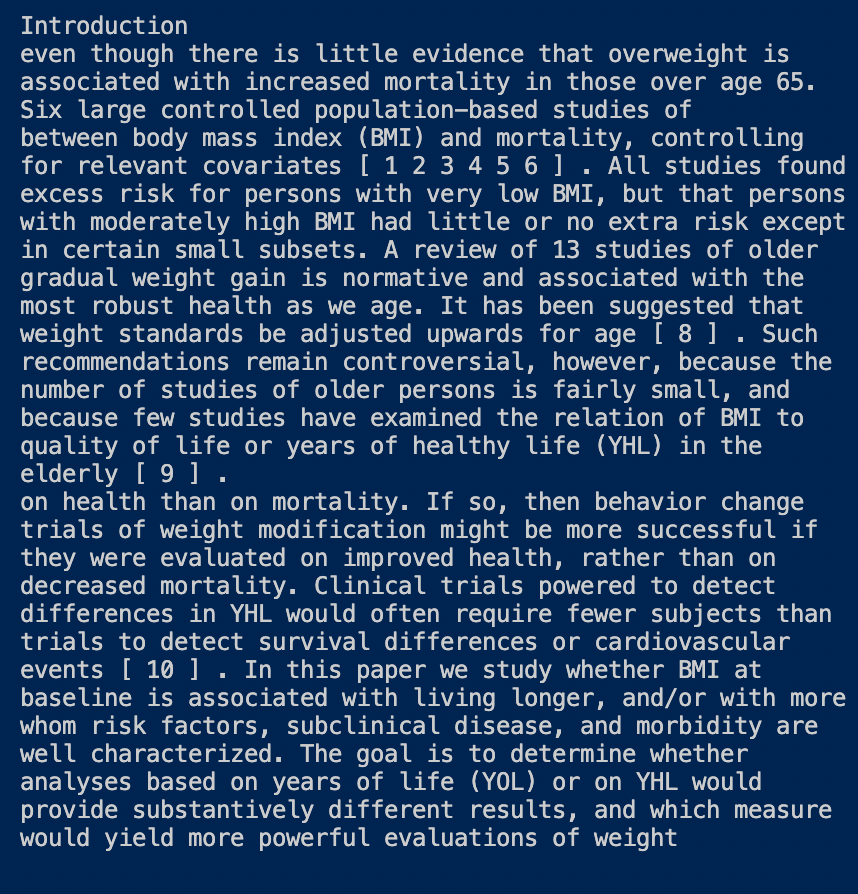 Introduction
even though there is little evidence that overweight is
associated with increased mortality in those over age 65.
Six large controlled population-based studies of
between body mass index (BMI) and mortality, controlling
for relevant covariates [ 1 2 3 4 5 6 ] . All studies found
excess risk for persons with very low BMI, but that persons
with moderately high BMI had little or no extra risk except
in certain small subsets. A review of 13 studies of older
gradual weight gain is normative and associated with the
most robust health as we age. It has been suggested that
weight standards be adjusted upwards for age [ 8 ] . Such
recommendations remain controversial, however, because the
number of studies of older persons is fairly small, and
because few studies have examined the relation of BMI to
quality of life or years of healthy life (YHL) in the
elderly [ 9 ] .
on health than on mortality. If so, then behavior change
trials of weight modification might be more successful if
they were evaluated on improved health, rather than on
decreased mortality. Clinical trials powered to detect
differences in YHL would often require fewer subjects than
trials to detect survival differences or cardiovascular
events [ 10 ] . In this paper we study whether BMI at
baseline is associated with living longer, and/or with more
whom risk factors, subclinical disease, and morbidity are
well characterized. The goal is to determine whether
analyses based on years of life (YOL) or on YHL would
provide substantively different results, and which measure
would yield more powerful evaluations of weight